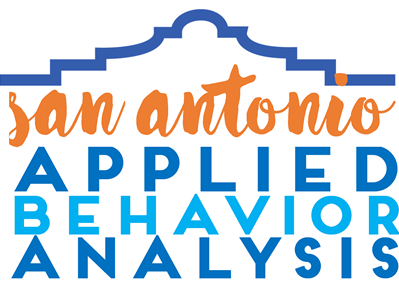 san antonio
APPLIED
BEHAVIOR
ANALYSIS